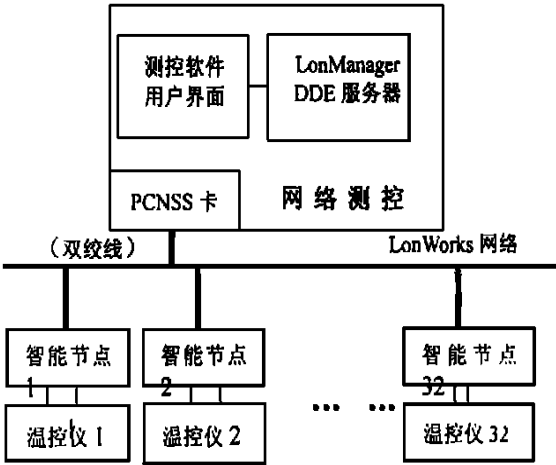 测控软件
用户界面
LonManager
DDE 服务器
PCNSS 卡
网络测控
(双绞线)
LonWorks 网络
智能节点
1
智能节点
2
智能节点
32
温控仪 1
温控仪 2
... ...
温控仪 32